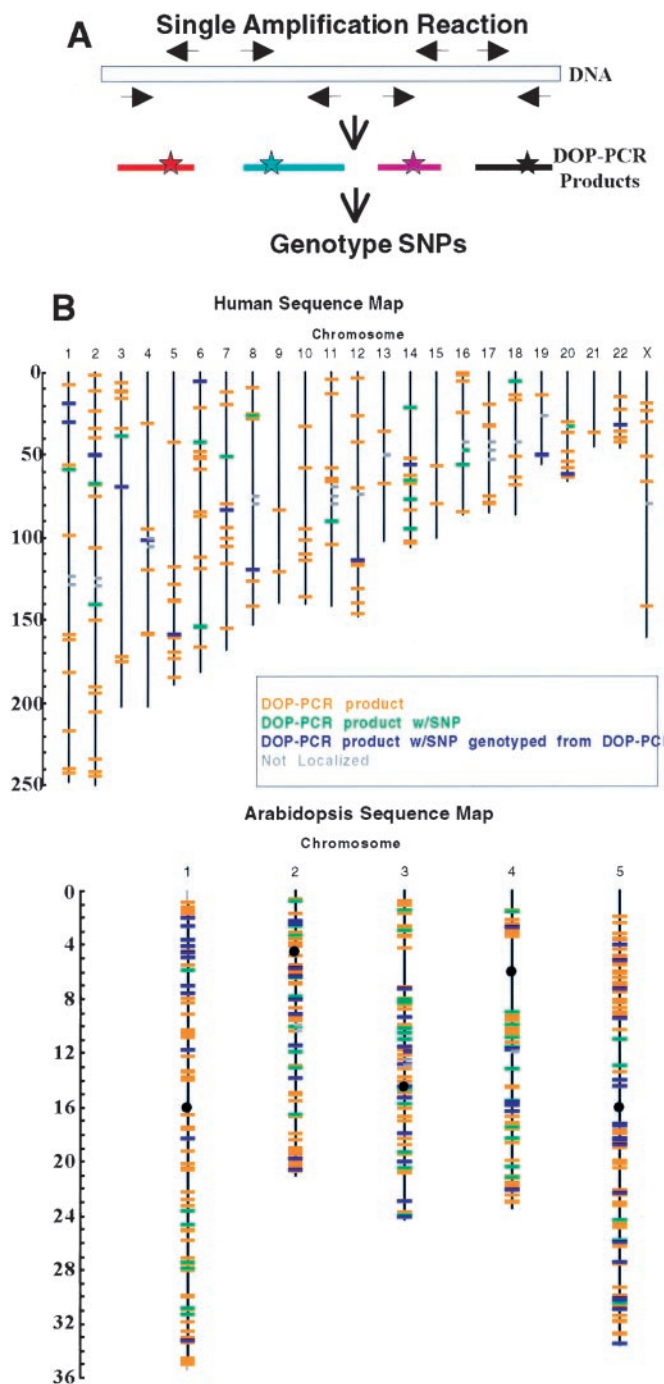 A
Single Amplification Reaction
DNA
DOP-PCR
Products
Genotype SNPs
B
Human Sequence Map
Chromosome
1 2 3 4 5 6 7 8 9 10 11 12 13 14 15 16 17 18 19 20 21 22 X
0
50
100
150
200
250
DOP-PCR product
DOP-PCR product w/SNP
DOP-PCR product w/SNP genotyped from DOP-PCR
Not Localized
Arabidopsis Sequence Map
Chromosome
1 2 3 4 5
0
4
8
12
16
20
24
28
32
36